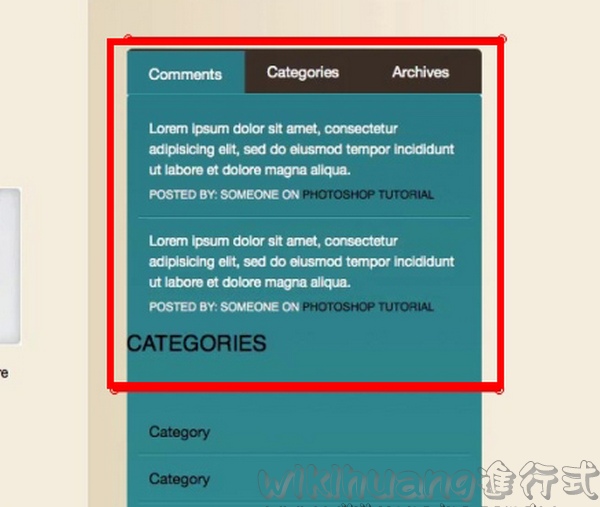 Comments Categories Archives
Lorem ipsum dolor sit amet, consectetur
adipisicing elit, sed do eiusmod tempor incididunt
ut labore et dolore magna aliqua.
POSTED BY: SOMEONE ON PHOTOSHOP TUTORIAL
Lorem ipsum dolor sit amet, consectetur
adipisicing elit, sed do eiusmod tempor incididunt
ut labore et dolore magna aliqua.
POSTED BY: SOMEONE ON PHOTOSHOP TUTORIAL
re
CATEGORIES
Category
Category
wikihuang進行式